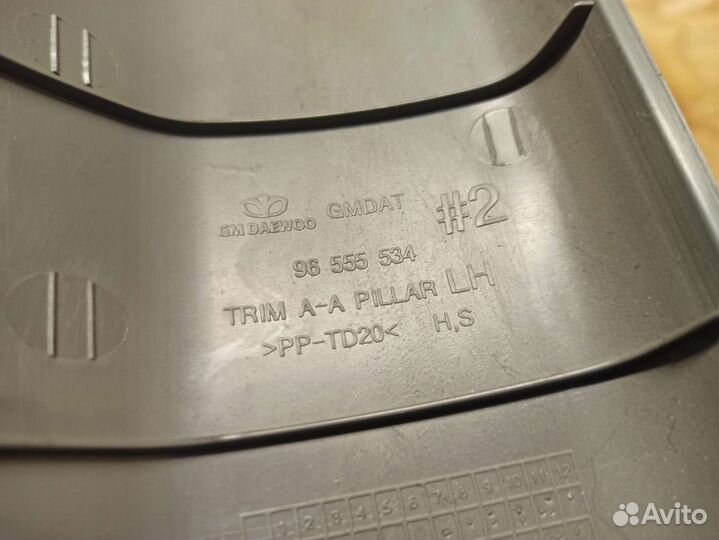 GM DAEWOO GMDAT #2
96 555 534
TRIM A-A PILLAR LH
>PP-TD20< H,S
1 2 3 4 5 6 7 8 9 10 11 12
Avito